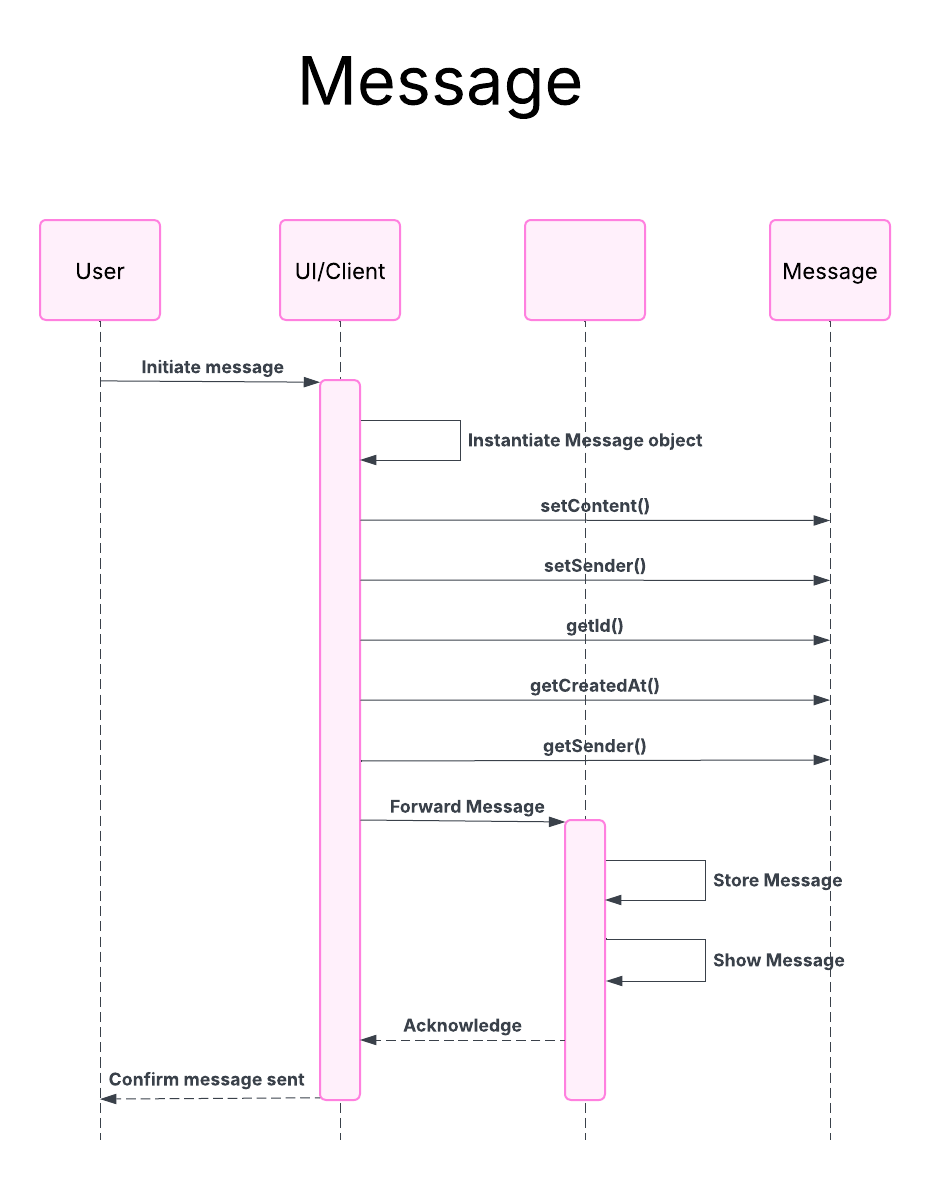 Message
User
UI/Client
Message
Initiate message
Instantiate Message object
setContent()
setSender()
getId()
getCreatedAt()
getSender()
Forward Message
Store Message
Show Message
Acknowledge
Confirm message sent